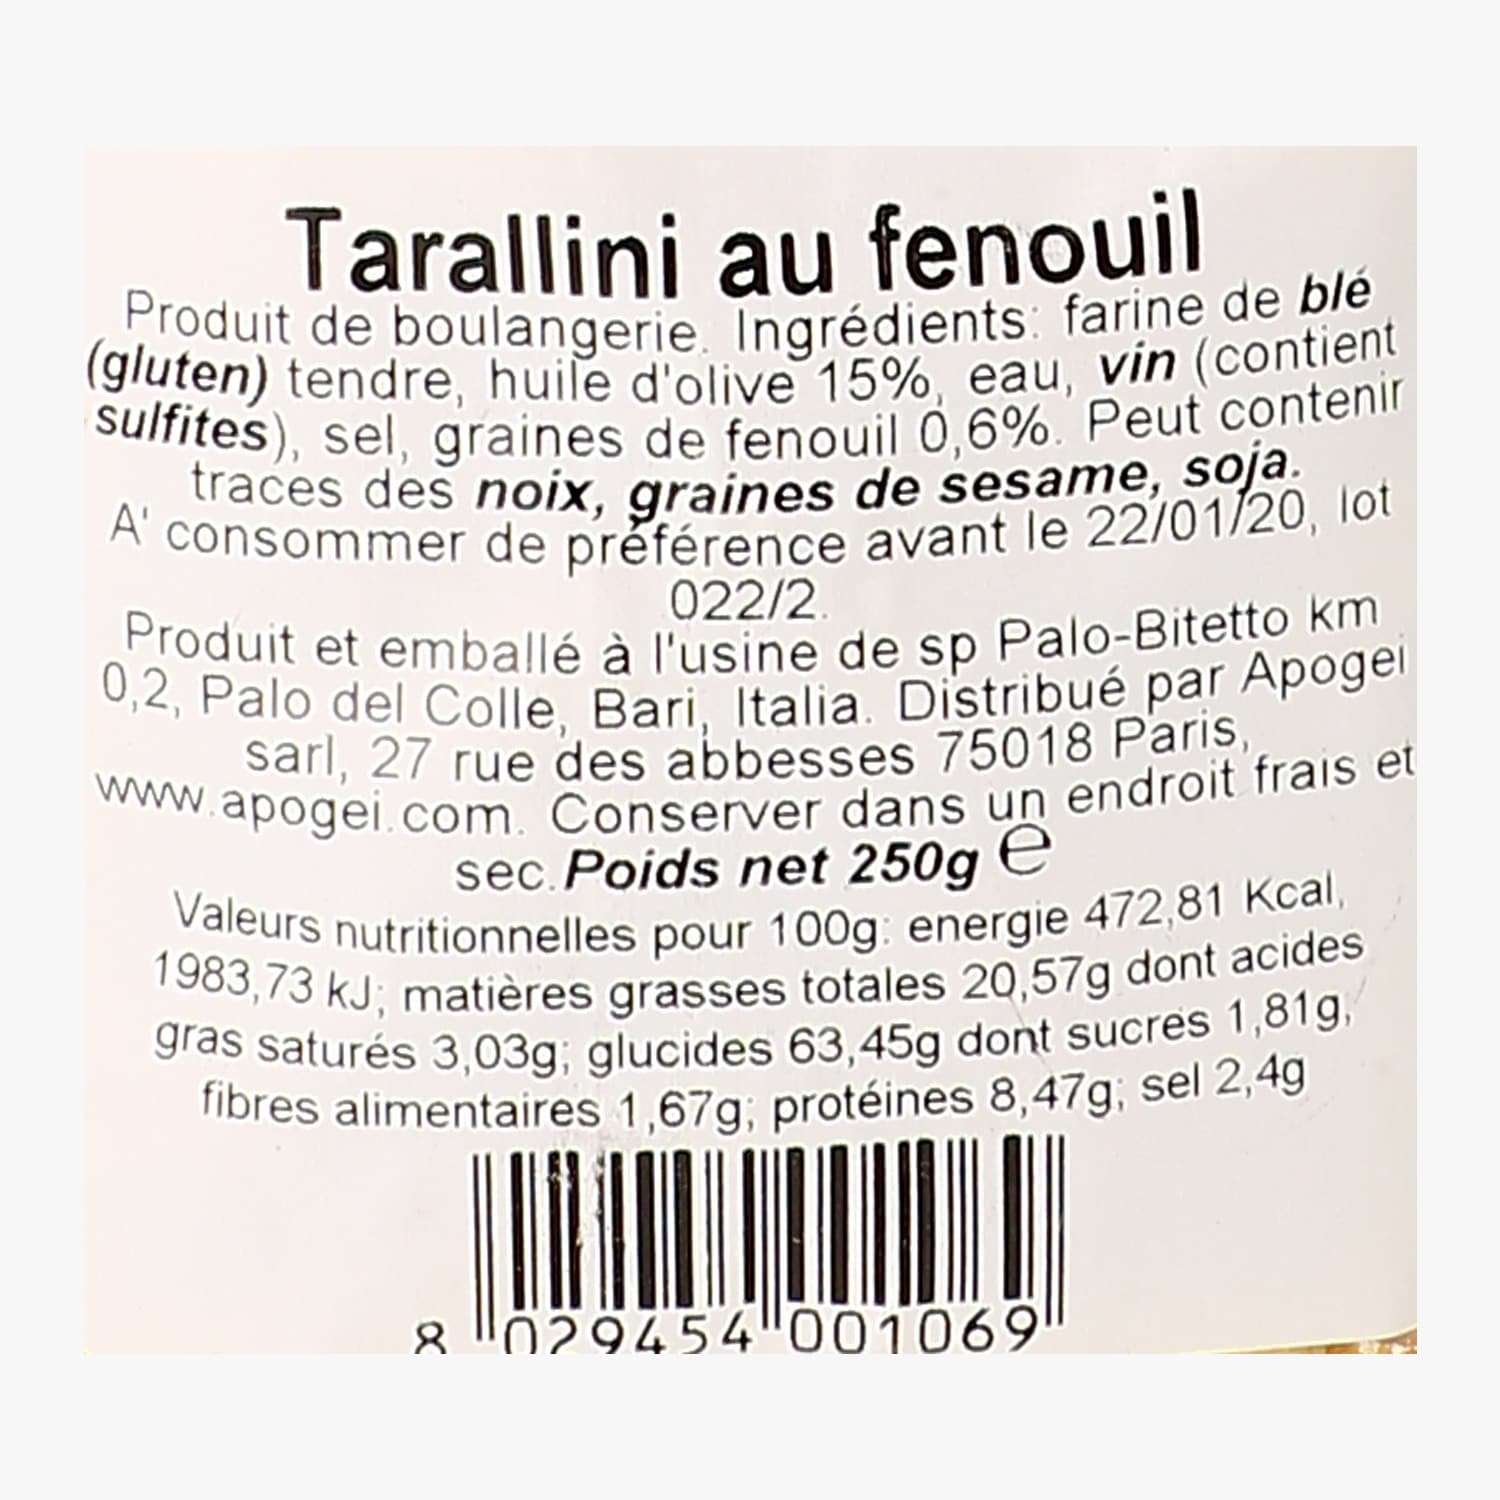 Tarallini au fenouil
Produit de boulangerie. Ingrédients: farine de blé
(gluten) tendre, huile d'olive 15%, eau, vin (contient
sulfites), sel, graines de fenouil 0,6%. Peut contenir
traces des noix, graines de sesame, soja.
A' consommer de préférence avant le 22/01/20, lot
022/2.
Produit et emballé à l'usine de sp Palo-Bitetto km
0,2, Palo del Colle, Bari, Italia. Distribué par Apogei
sarl, 27 rue des abbesses 75018 Paris,
www.apogei.com. Conserver dans un endroit frais et
sec. Poids net 250g e
Valeurs nutritionnelles pour 100g: energie 472,81 Kcal,
1983,73 kJ; matières grasses totales 20,57g dont acides
gras saturés 3,03g; glucides 63,45g dont sucres 1,81g;
fibres alimentaires 1,67g; protéines 8,47g; sel 2,4g
8 029454 001069